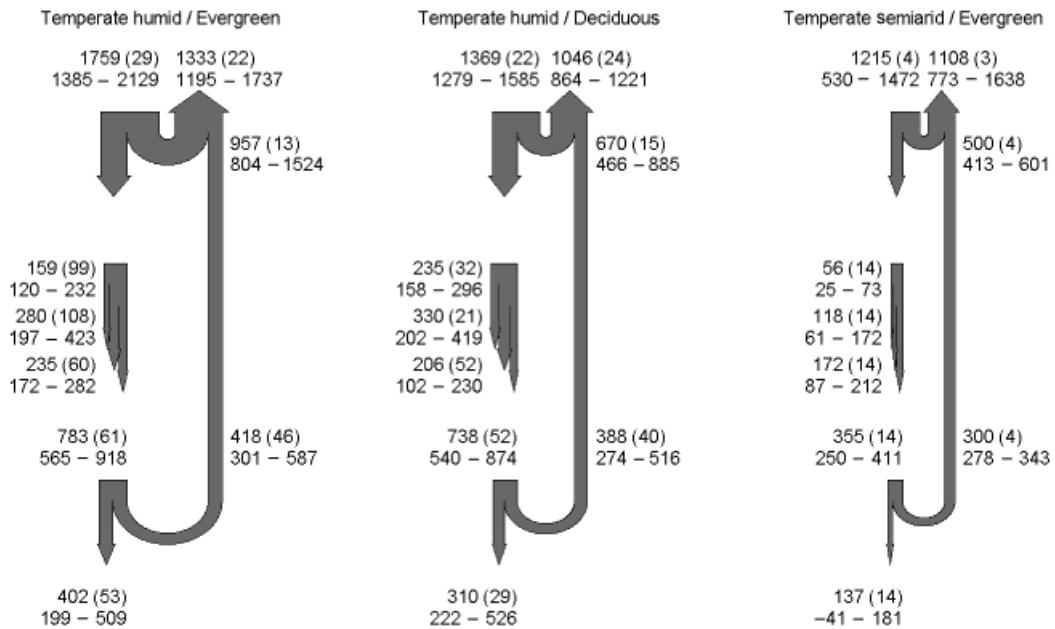 Temperate humid / Evergreen
1759 (29) 1333 (22)
1385 – 2129 1195 – 1737
957 (13)
804 – 1524
159 (99)
120 – 232
280 (108)
197 – 423
235 (60)
172 – 282
783 (61)
565 – 918
418 (46)
301 – 587
402 (53)
199 – 509
Temperate humid / Deciduous
1369 (22) 1046 (24)
1279 – 1585 864 – 1221
670 (15)
466 – 885
235 (32)
158 – 296
330 (21)
202 – 419
206 (52)
102 – 230
738 (52)
540 – 874
388 (40)
274 – 516
310 (29)
222 – 526
Temperate semiarid / Evergreen
1215 (4) 1108 (3)
530 – 1472 773 – 1638
500 (4)
413 – 601
56 (14)
25 – 73
118 (14)
61 – 172
172 (14)
87 – 212
355 (14)
250 – 411
300 (4)
278 – 343
137 (14)
–41 – 181